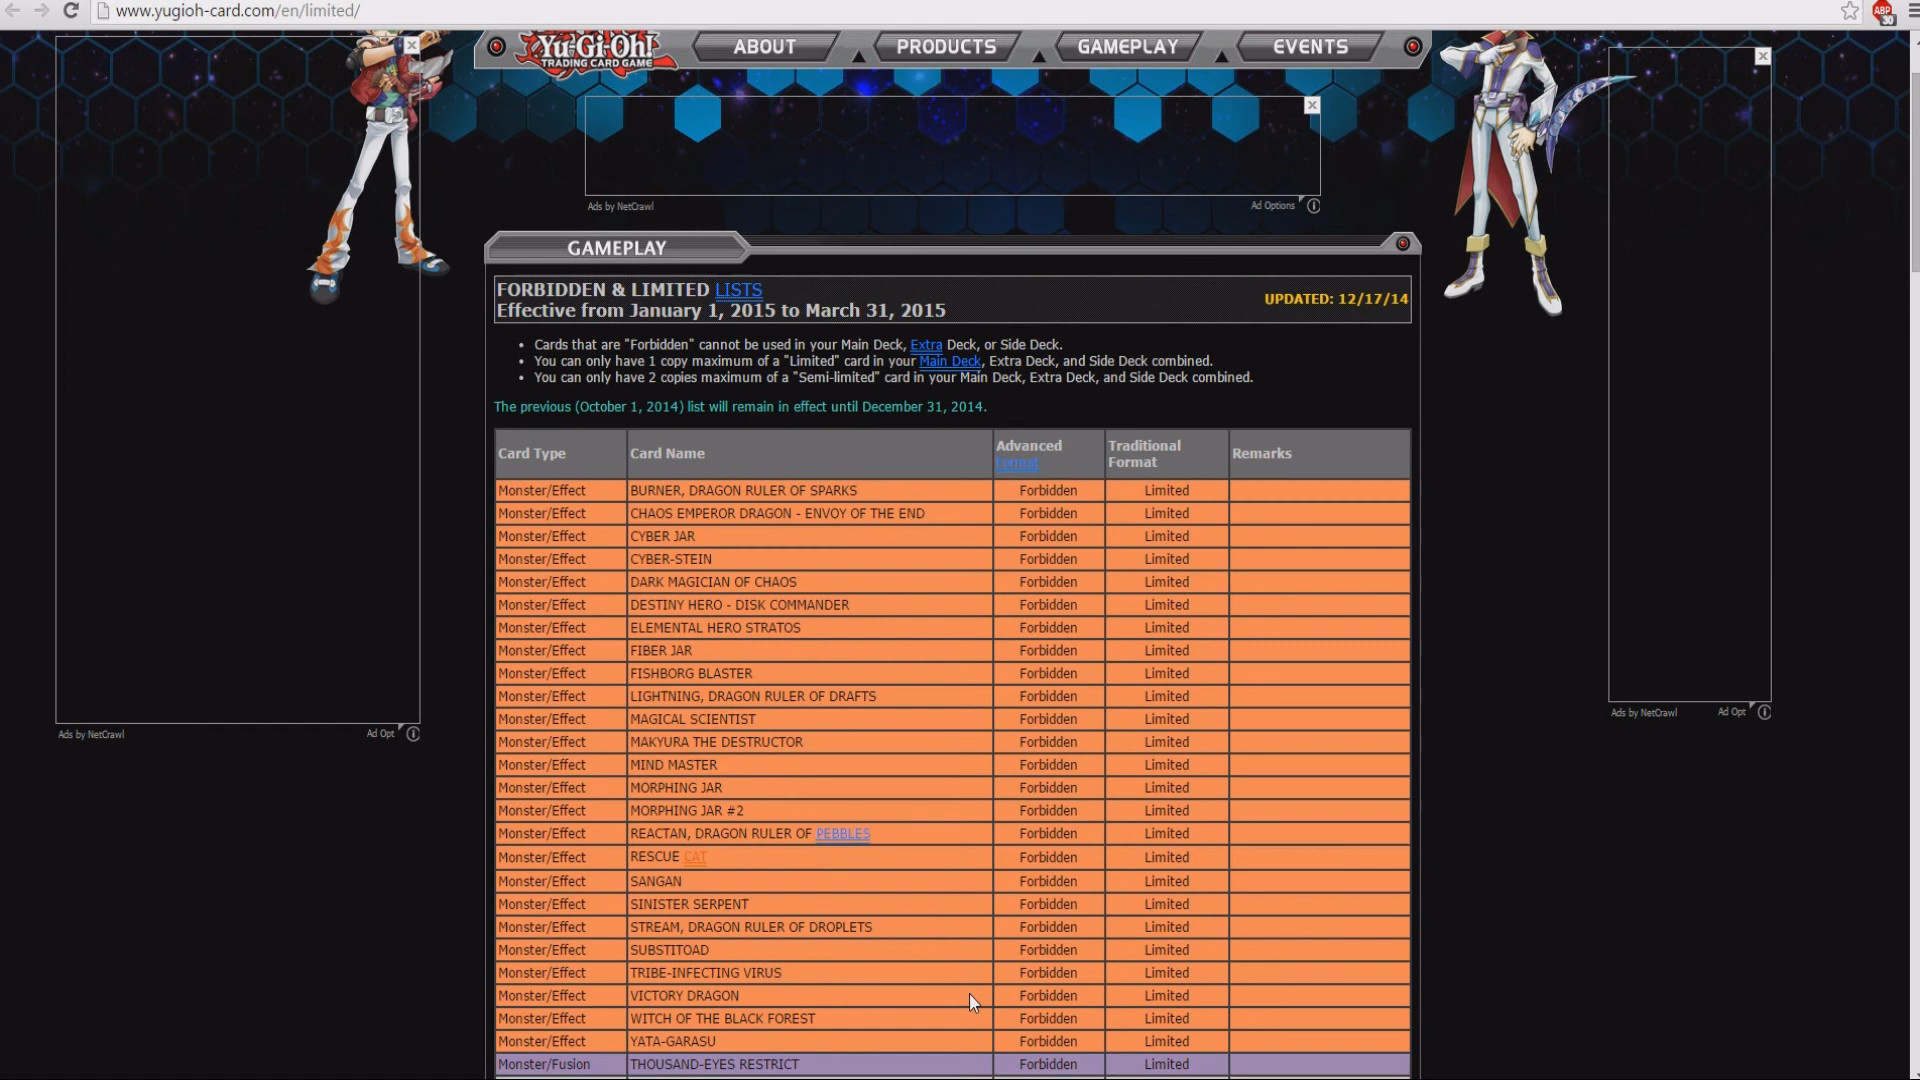 www.yugioh-card.com/en/limited/
ABP
30
Yu-Gi-Oh!
TRADING CARD GAME
ABOUT
PRODUCTS
GAMEPLAY
EVENTS
Ads by NetCrawl
Ad Options
GAMEPLAY
FORBIDDEN & LIMITED LISTS
Effective from January 1, 2015 to March 31, 2015
UPDATED: 12/17/14
Cards that are "Forbidden" cannot be used in your Main Deck, Extra Deck, or Side Deck.
You can only have 1 copy maximum of a "Limited" card in your Main Deck, Extra Deck, and Side Deck combined.
You can only have 2 copies maximum of a "Semi-limited" card in your Main Deck, Extra Deck, and Side Deck combined.
The previous (October 1, 2014) list will remain in effect until December 31, 2014.
Card Type Card Name Advanced Format Traditional Format Remarks
Monster/Effect BURNER, DRAGON RULER OF SPARKS Forbidden Limited
Monster/Effect CHAOS EMPEROR DRAGON - ENVOY OF THE END Forbidden Limited
Monster/Effect CYBER JAR Forbidden Limited
Monster/Effect CYBER-STEIN Forbidden Limited
Monster/Effect DARK MAGICIAN OF CHAOS Forbidden Limited
Monster/Effect DESTINY HERO - DISK COMMANDER Forbidden Limited
Monster/Effect ELEMENTAL HERO STRATOS Forbidden Limited
Monster/Effect FIBER JAR Forbidden Limited
Monster/Effect FISHBORG BLASTER Forbidden Limited
Monster/Effect LIGHTNING, DRAGON RULER OF DRAFTS Forbidden Limited
Monster/Effect MAGICAL SCIENTIST Forbidden Limited
Monster/Effect MAKYURA THE DESTRUCTOR Forbidden Limited
Monster/Effect MIND MASTER Forbidden Limited
Monster/Effect MORPHING JAR Forbidden Limited
Monster/Effect MORPHING JAR #2 Forbidden Limited
Monster/Effect REACTAN, DRAGON RULER OF PEBBLES Forbidden Limited
Monster/Effect RESCUE CAT Forbidden Limited
Monster/Effect SANGAN Forbidden Limited
Monster/Effect SINISTER SERPENT Forbidden Limited
Monster/Effect STREAM, DRAGON RULER OF DROPLETS Forbidden Limited
Monster/Effect SUBSTITOAD Forbidden Limited
Monster/Effect TRIBE-INFECTING VIRUS Forbidden Limited
Monster/Effect VICTORY DRAGON Forbidden Limited
Monster/Effect WITCH OF THE BLACK FOREST Forbidden Limited
Monster/Effect YATA-GARASU Forbidden Limited
Monster/Fusion THOUSAND-EYES RESTRICT Forbidden Limited
Ads by NetCrawl
Ad Opt
Ads by NetCrawl
Ad Opt